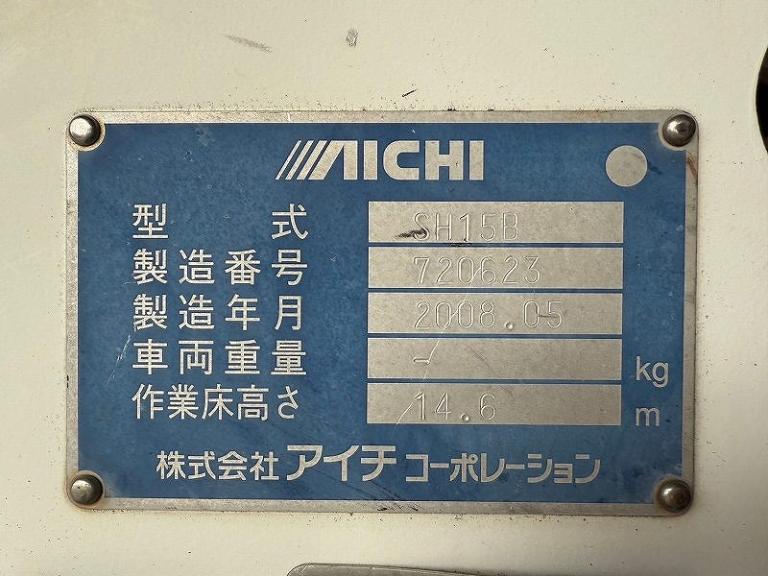 AICHI
型式 SH15B
製造番号 720623
製造年月 2008.05
車両重量 - kg
作業床高さ 14.6 m
株式会社 アイチ コーポレーション